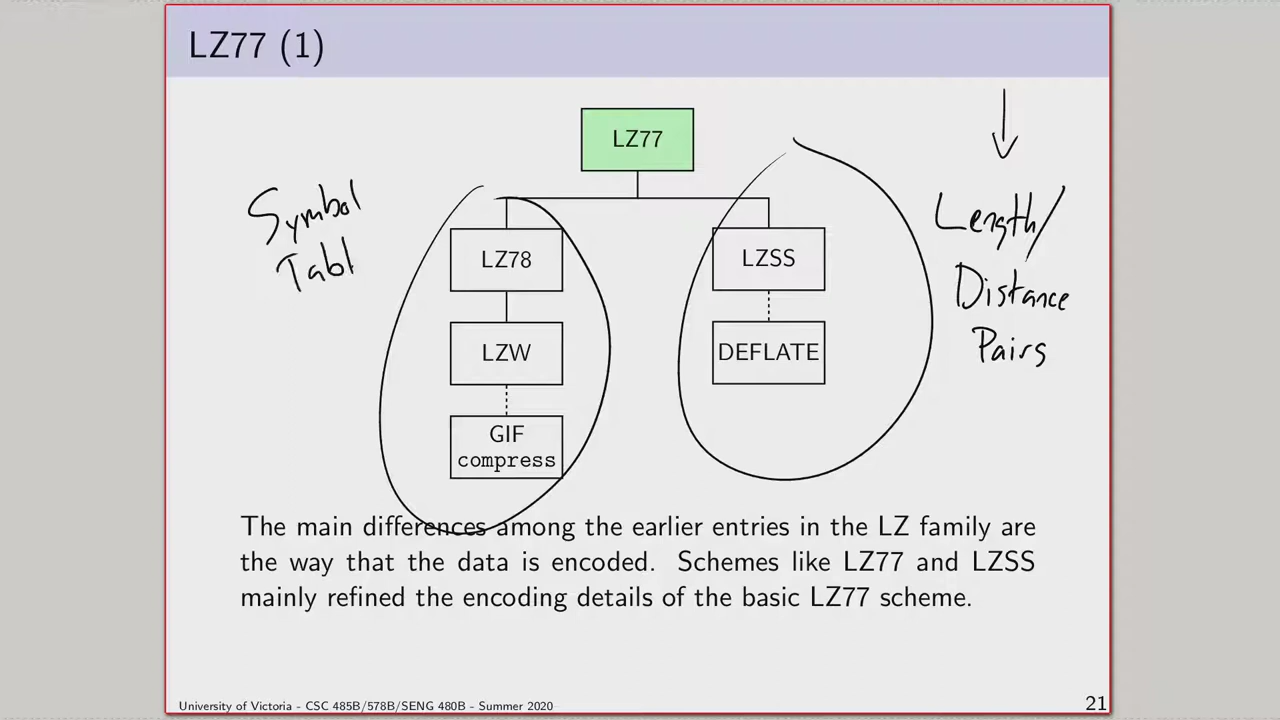 LZ77 (1)
LZ77
Symbol
Tabl
Length/
Distance
Pairs
LZ78
LZSS
LZW
DEFLATE
GIF
compress
The main differences among the earlier entries in the LZ family are
the way that the data is encoded. Schemes like LZ77 and LZSS
mainly refined the encoding details of the basic LZ77 scheme.
University of Victoria - CSC 485B/578B/SENG 480B - Summer 2020
21